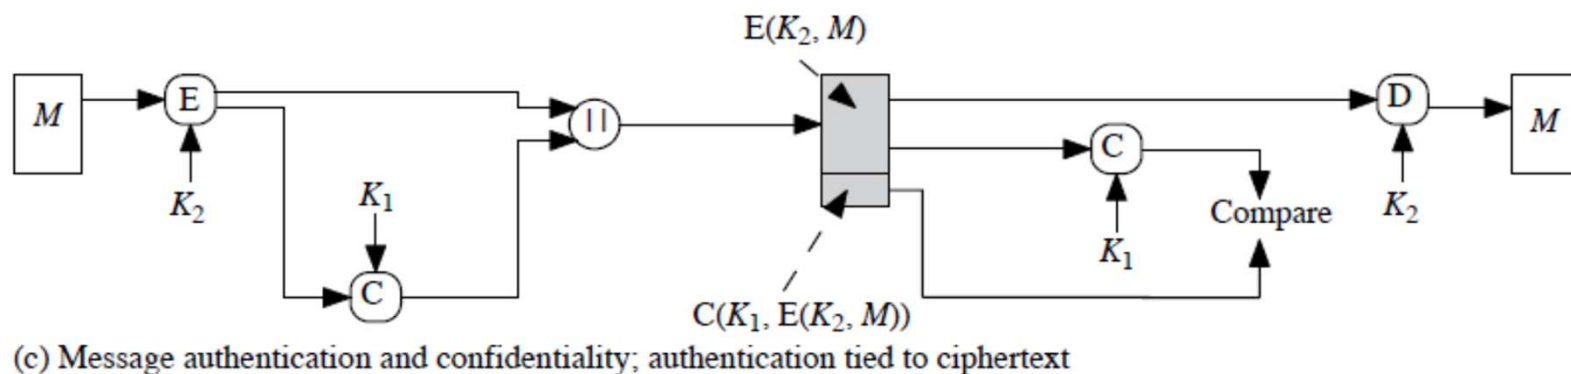 E(K₂, M)
M
E
||
D
M
C
K₂
K₁
Compare
K₂
K₁
C
C(K₁, E(K₂, M))
(c) Message authentication and confidentiality; authentication tied to ciphertext